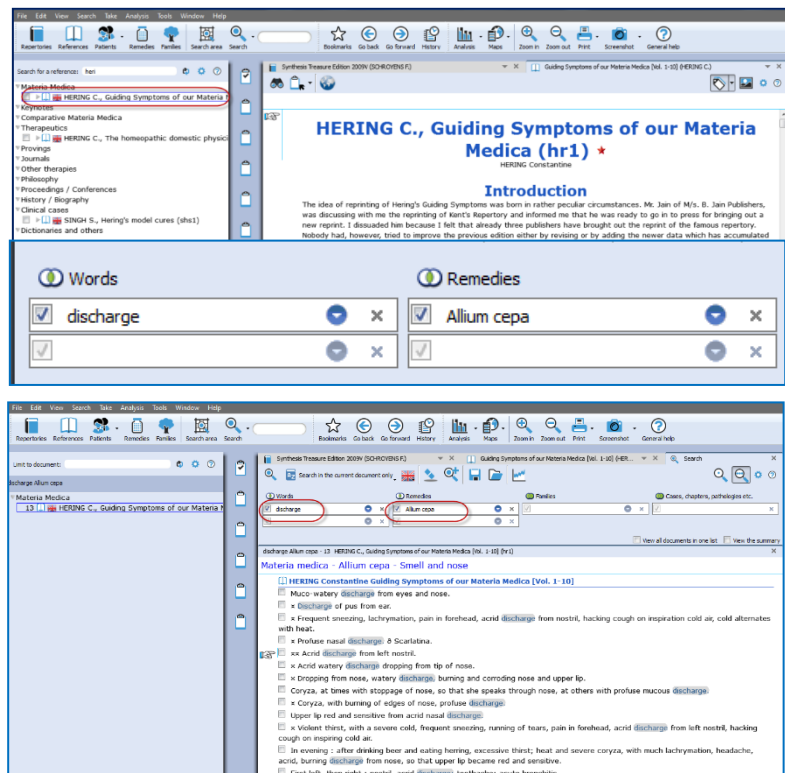 File Edit View Search Take Analysis Tools Window Help
Repertories References Patients Remedies Families Search area Search Bookmarks Go back Go forward History Analysis Maps Zoom in Zoom out Print Screenshot General help
Search for a reference: heri
Synthesis Treasure Edition 2009V (SCHROYENS F.)
Guiding Symptoms of our Materia Medica [Vol. 1-10] (HERING C.)
Materia Medica
HERING C., Guiding Symptoms of our Materia M
Keynotes
Comparative Materia Medica
Therapeutics
HERING C., The homeopathic domestic physici
Provings
Journals
Other therapies
Philosophy
Proceedings / Conferences
History / Biography
Clinical cases
SINGH S., Hering's model cures (shs1)
Dictionaries and others
HERING C., Guiding Symptoms of our Materia
Medica (hr1) ★
HERING Constantine
Introduction
The idea of reprinting of Hering's Guiding Symptoms was born in rather peculiar circumstances. Mr. Jain of M/s. B. Jain Publishers,
was discussing with me the reprinting of Kent's Repertory and informed me that he was ready to go in to press for bringing out a
new reprint. I dissuaded him because I felt that already three publishers have brought out the reprint of the famous repertory.
Nobody had, however, tried to improve the previous edition either by revising or by adding the newer data which has accumulated
Words
Remedies
discharge
Allium cepa
File Edit View Search Take Analysis Tools Window Help
Repertories References Patients Remedies Families Search area Search Bookmarks Go back Go forward History Analysis Maps Zoom in Zoom out Print Screenshot General help
Limit to document:
discharge Allium cepa
Materia Medica
13 HERING C., Guiding Symptoms of our Materia M
Synthesis Treasure Edition 2009V (SCHROYENS F.)
Guiding Symptoms of our Materia Medica [Vol. 1-10] (HER...
Search
Search in the current document only
Words Remedies Families Cases, chapters, pathologies etc.
discharge Allium cepa
View all documents in one list View the summary
discharge Allium cepa - 13 HERING C., Guiding Symptoms of our Materia Medica [Vol. 1-10] (hr1)
Materia medica - Allium cepa - Smell and nose
HERING Constantine Guiding Symptoms of our Materia Medica [Vol. 1-10]
Muco-watery discharge from eyes and nose.
× Discharge of pus from ear.
× Frequent sneezing, lachrymation, pain in forehead, acrid discharge from nostril, hacking cough on inspiration cold air, cold alternates
with heat.
× Profuse nasal discharge. ð Scarlatina.
×× Acrid discharge from left nostril.
× Acrid watery discharge dropping from tip of nose.
× Dropping from nose, watery discharge, burning and corroding nose and upper lip.
Coryza, at times with stoppage of nose, so that she speaks through nose, at others with profuse mucous discharge.
× Coryza, with burning of edges of nose, profuse discharge.
Upper lip red and sensitive from acrid nasal discharge.
× Violent thirst, with a severe cold, frequent sneezing, running of tears, pain in forehead, acrid discharge from left nostril, hacking
cough on inspiring cold air.
In evening : after drinking beer and eating herring, excessive thirst; heat and severe coryza, with much lachrymation, headache,
acrid, burning discharge from nose, so that upper lip became red and sensitive.